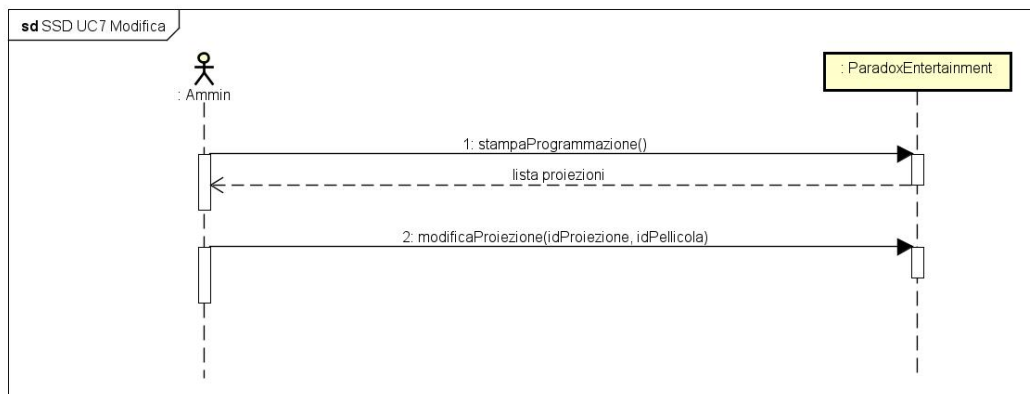 sd SSD UC7 Modifica
: Ammin
: ParadoxEntertainment
1: stampaProgrammazione()
lista proiezioni
2: modificaProiezione(idProiezione, idPellicola)